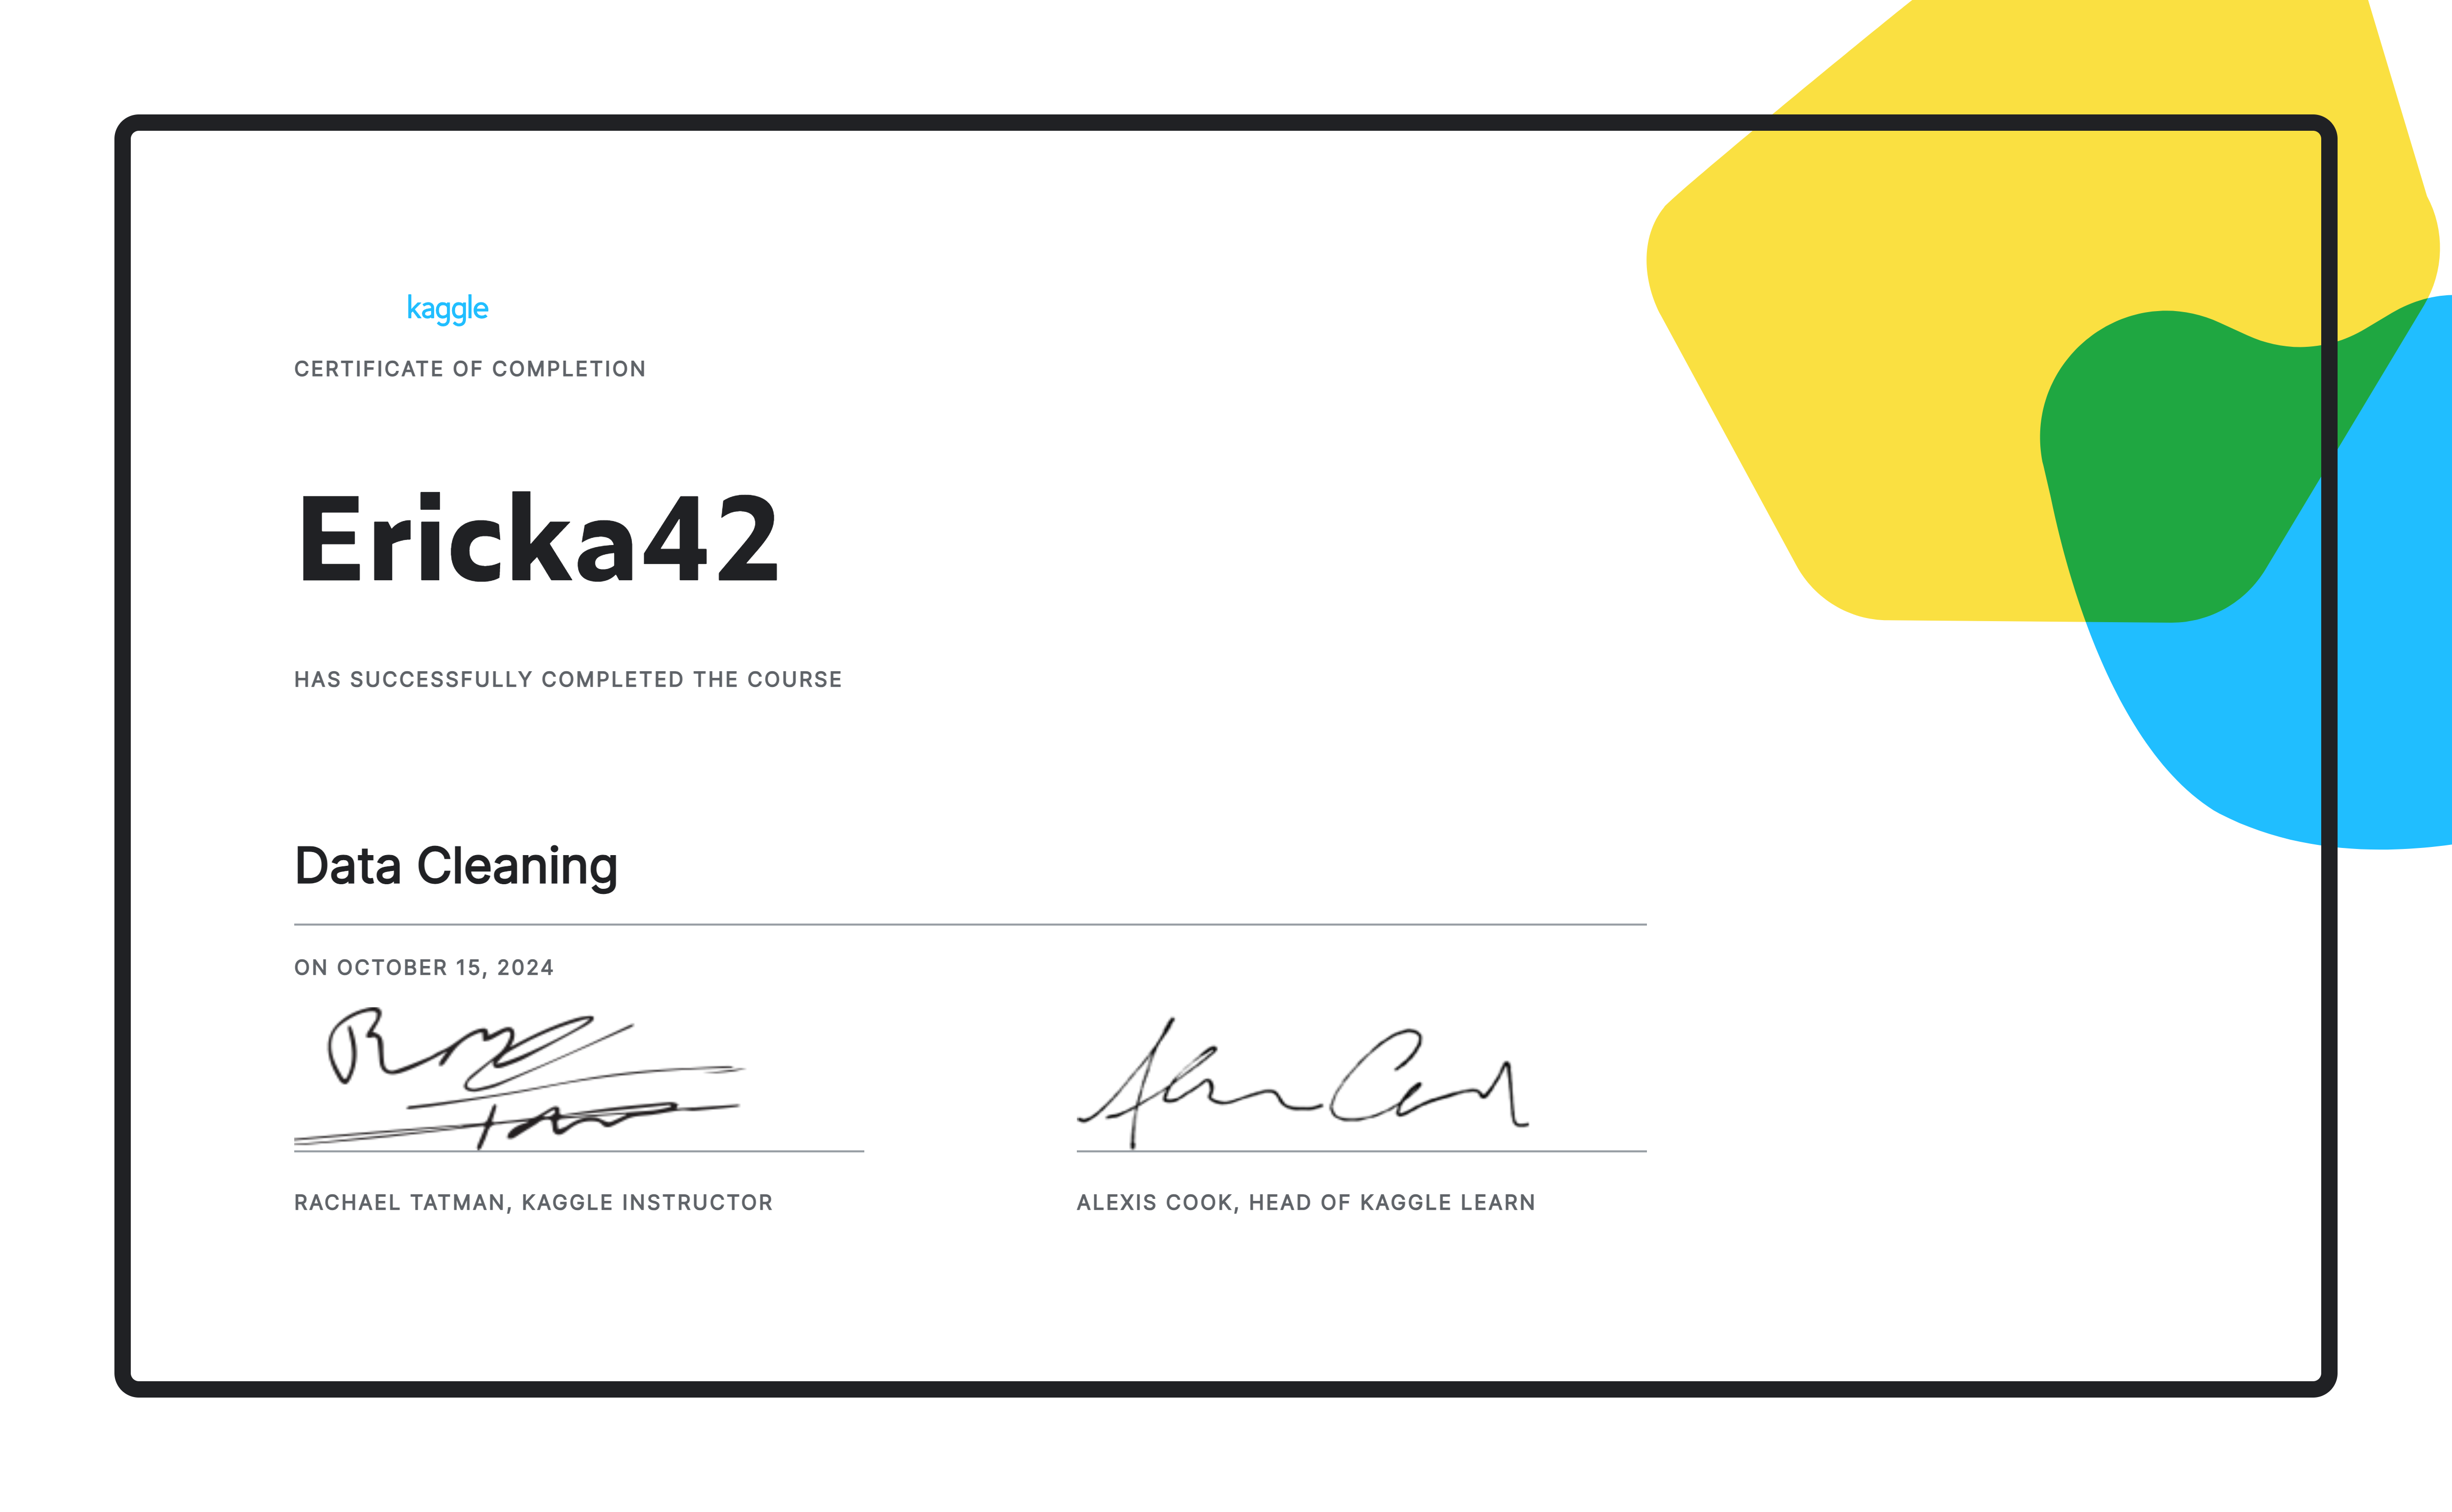 kaggle
CERTIFICATE OF COMPLETION
Ericka42
HAS SUCCESSFULLY COMPLETED THE COURSE
Data Cleaning
ON OCTOBER 15, 2024
RACHAEL TATMAN, KAGGLE INSTRUCTOR
ALEXIS COOK, HEAD OF KAGGLE LEARN